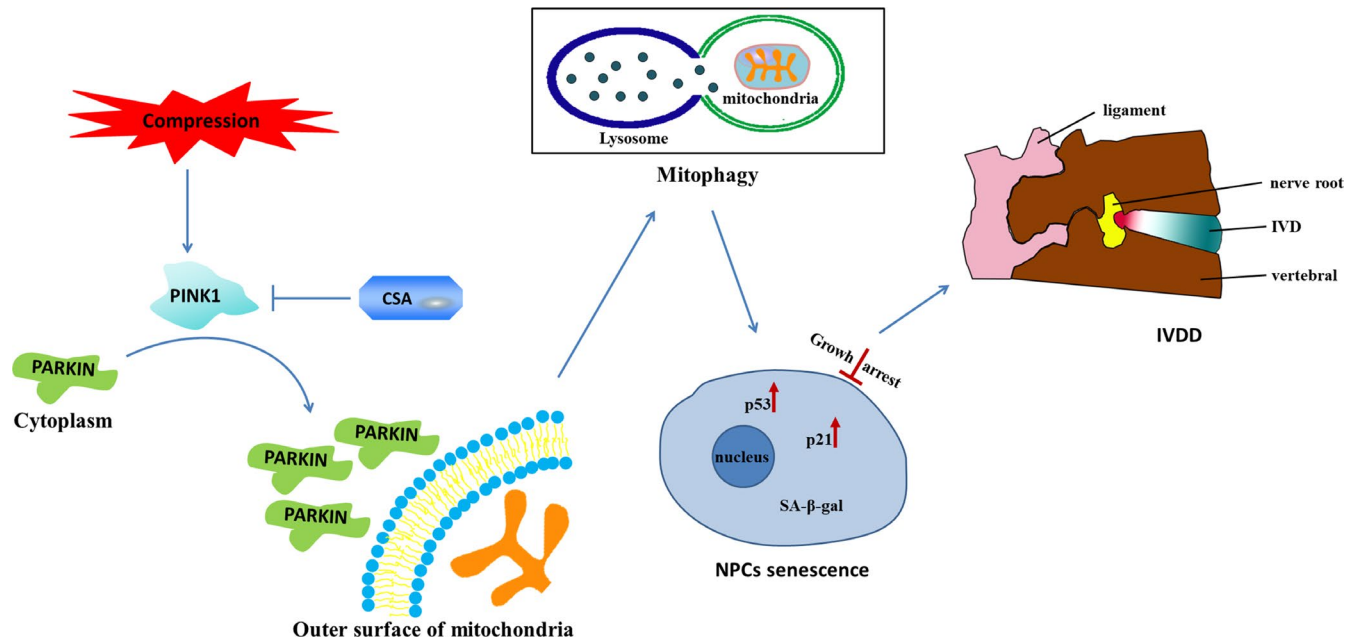 Compression
PINK1
CSA
PARKIN
Cytoplasm
PARKIN
PARKIN
PARKIN
Outer surface of mitochondria
Lysosome
mitochondria
Mitophagy
Growh arrest
p53
p21
nucleus
SA-β-gal
NPCs senescence
ligament
nerve root
IVD
vertebral
IVDD